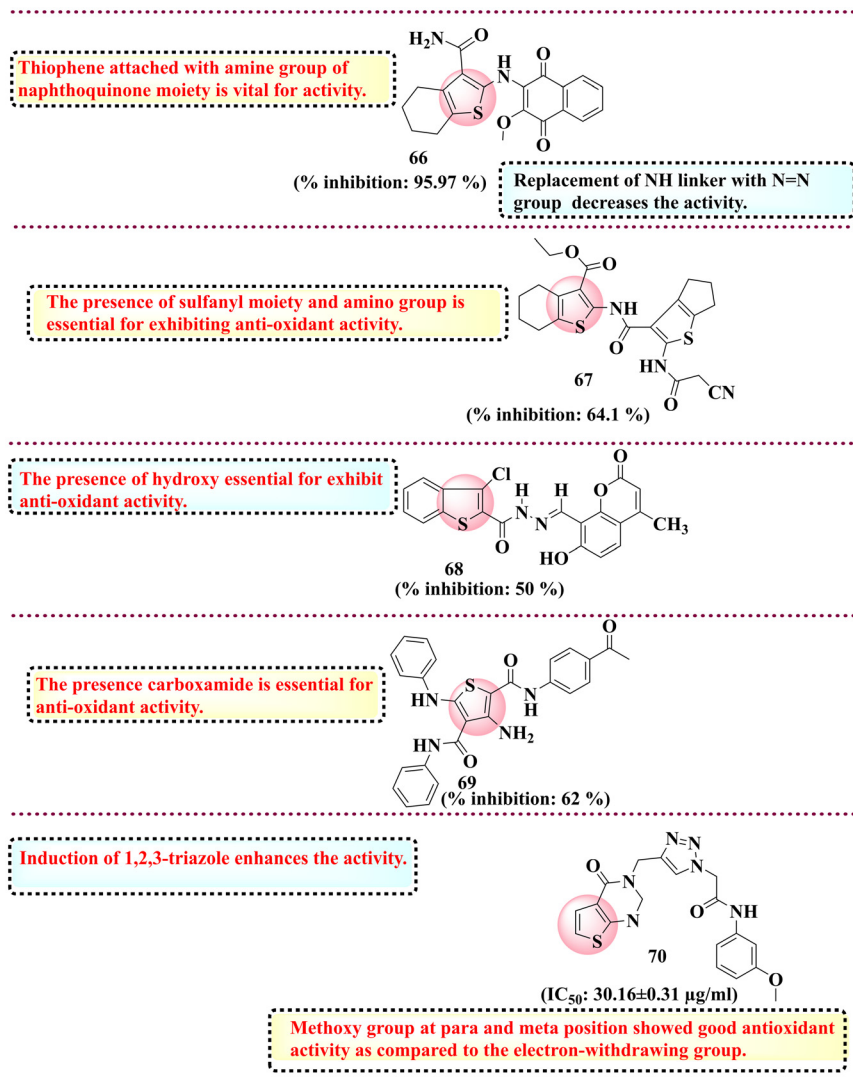 H₂N
O
H
N
O
S
O
O
Thiophene attached with amine group of
naphthoquinone moiety is vital for activity.
66
(% inhibition: 95.97 %)
Replacement of NH linker with N=N
group decreases the activity.
O
O
NH
S
O
S
HN
O
CN
The presence of sulfanyl moiety and amino group is
essential for exhibiting anti-oxidant activity.
67
(% inhibition: 64.1 %)
The presence of hydroxy essential for exhibit
anti-oxidant activity.
Cl
S
O
H
N
N
H
O
O
CH₃
HO
68
(% inhibition: 50 %)
The presence carboxamide is essential for
anti-oxidant activity.
O
S
O
N
H
HN
NH₂
HN
O
69
(% inhibition: 62 %)
Induction of 1,2,3-triazole enhances the activity.
N
N
N
O
N
N
S
O
NH
O
70
(IC₅₀: 30.16±0.31 µg/ml)
Methoxy group at para and meta position showed good antioxidant
activity as compared to the electron-withdrawing group.